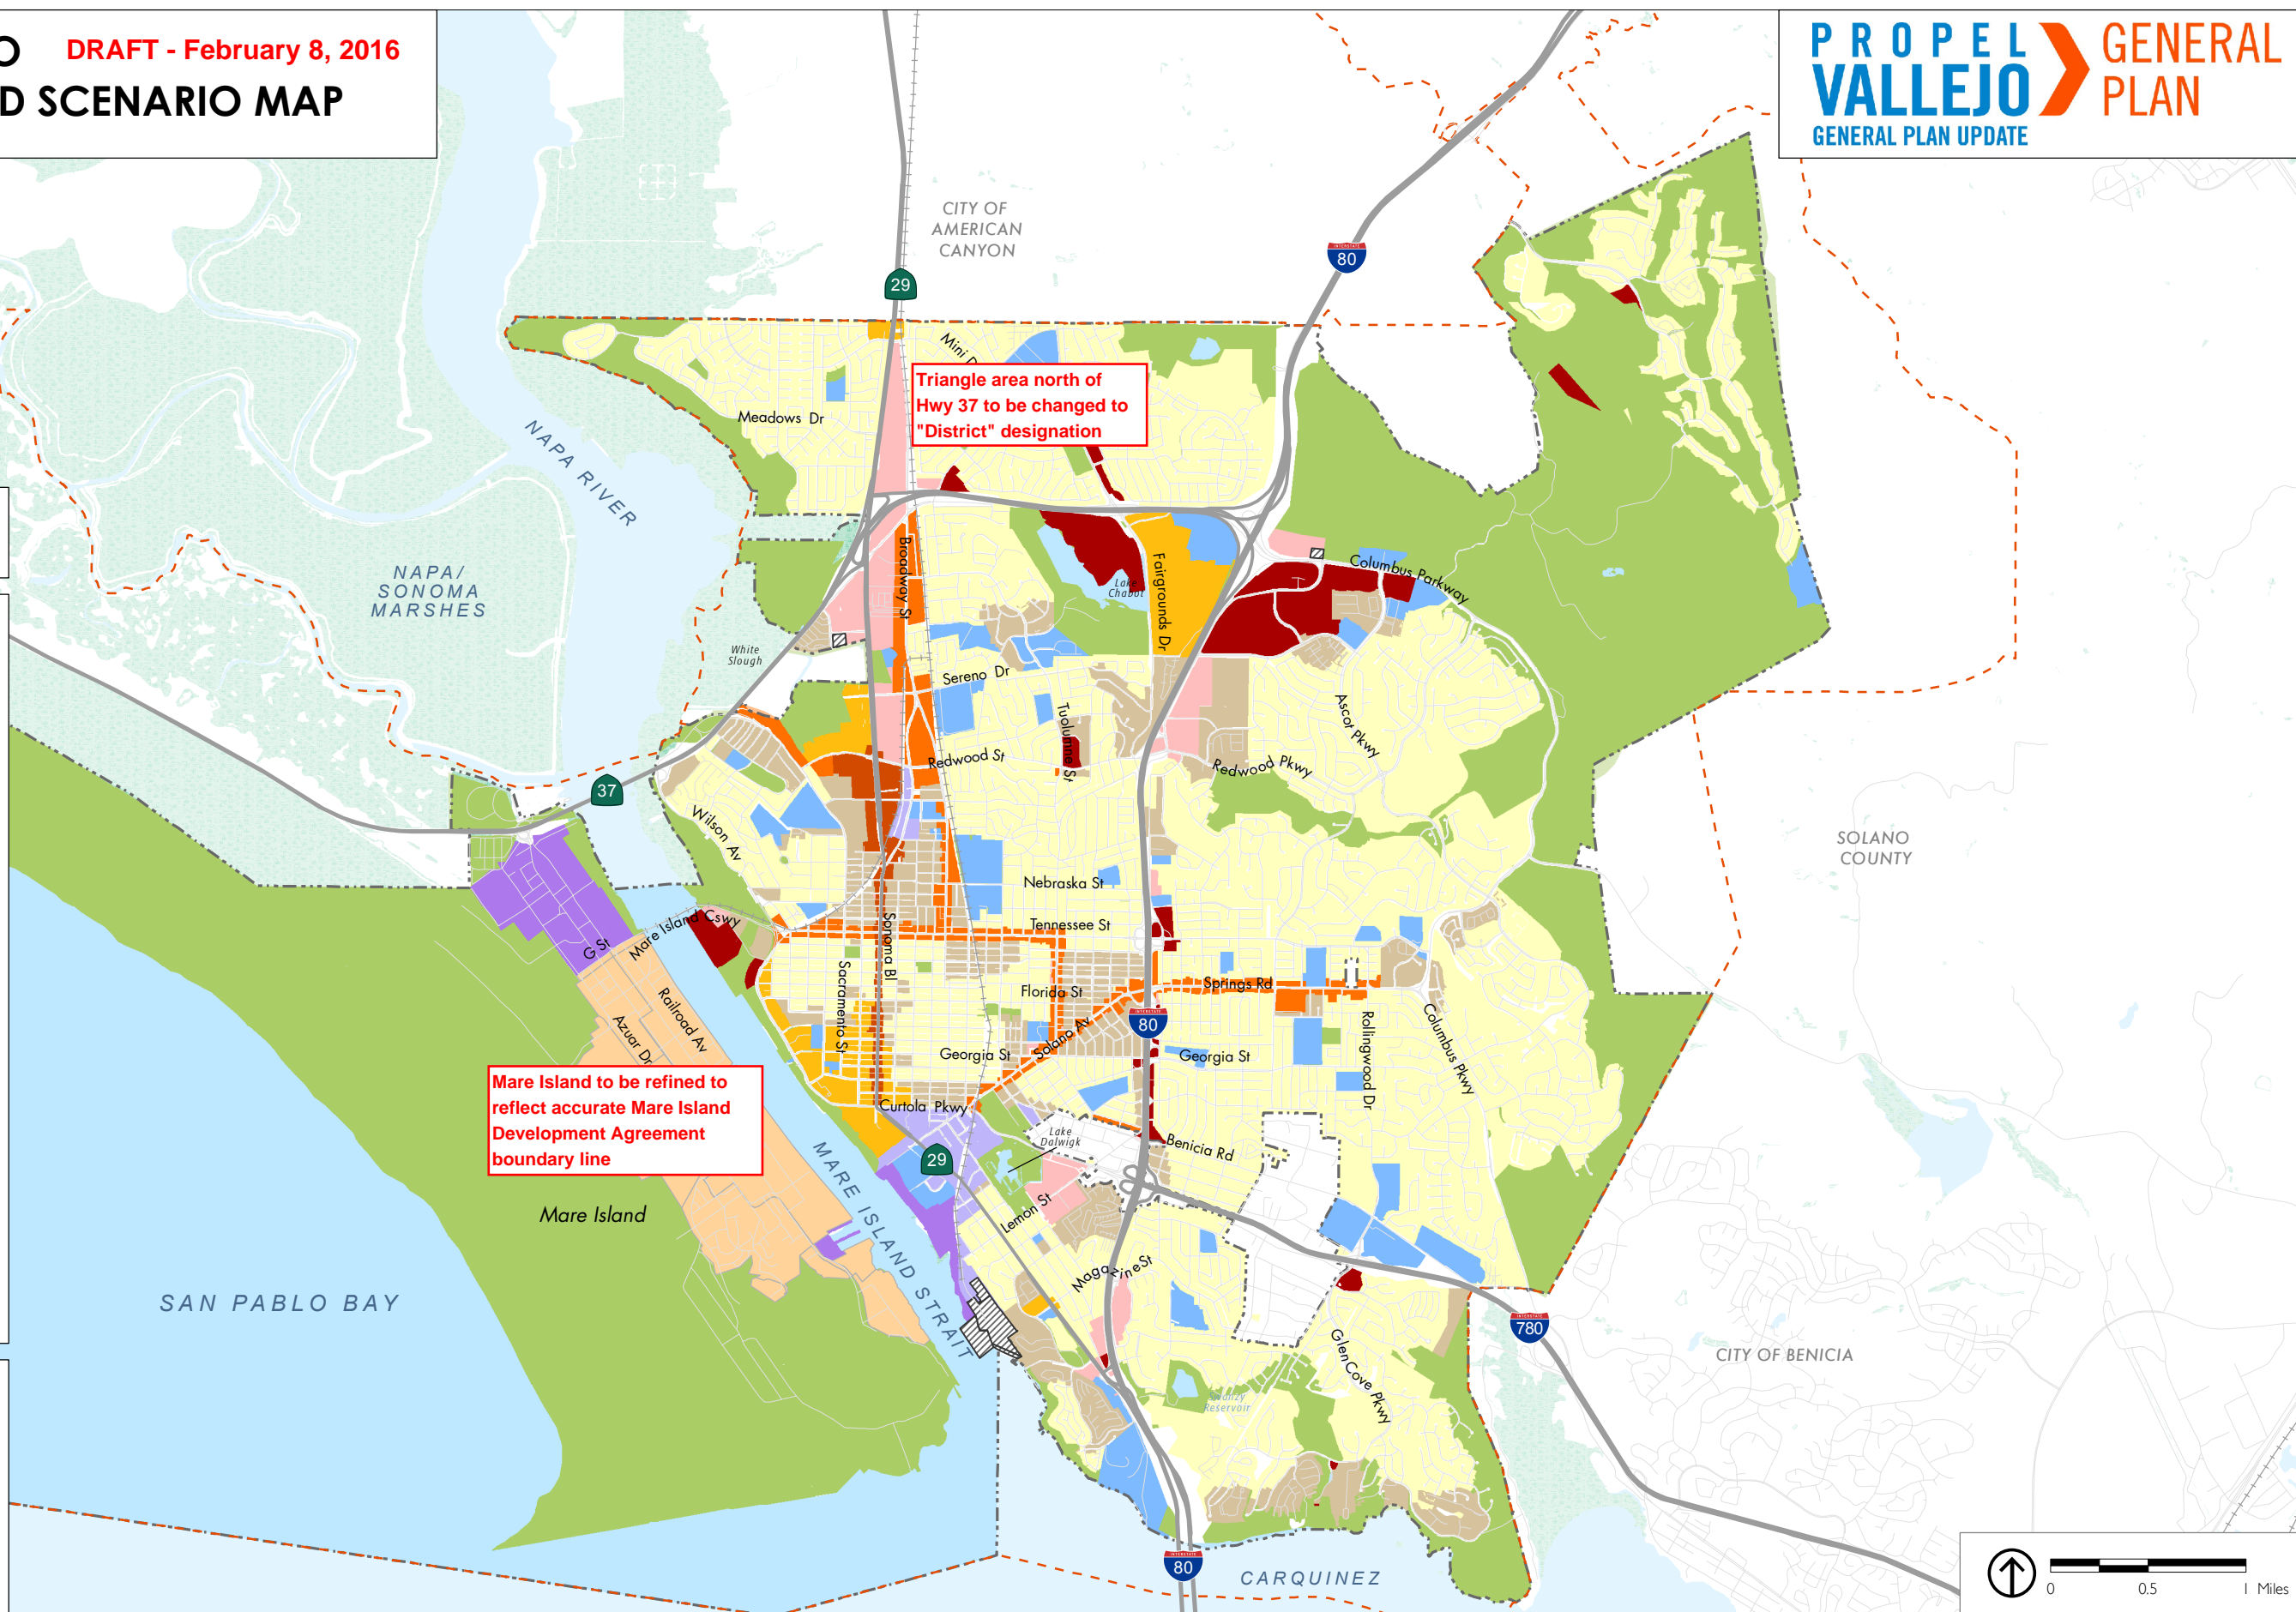 O DRAFT - February 8, 2016
D SCENARIO MAP
PROPEL
VALLEJO
GENERAL PLAN UPDATE
GENERAL
PLAN
CITY OF
AMERICAN
CANYON
80
29
Mini
Triangle area north of
Hwy 37 to be changed to
"District" designation
Meadows Dr
NAPA RIVER
NAPA/
SONOMA
MARSHES
Broadway St
Lake
Chabot
Fairgrounds Dr
Columbus Parkway
White
Slough
Sereno Dr
Tuolumne St
Ascot Pkwy
Redwood St
Redwood Pkwy
37
Wilson Av
SOLANO
COUNTY
Nebraska St
Tennessee St
Mare Island Cswy
G St
Sonoma Bl
Sacramento St
Railroad Av
Azuar Dr
Florida St
Springs Rd
80
Solano Av
Georgia St
Georgia St
Rollingwood Dr
Columbus Pkwy
Mare Island to be refined to
reflect accurate Mare Island
Development Agreement
boundary line
Curtola Pkwy
Lake
Dalwigk
Benicia Rd
29
Mare Island
MARE ISLAND STRAIT
Lemon St
Magazine St
SAN PABLO BAY
780
GlenCove Pkwy
CITY OF BENICIA
Reservoir
80
CARQUINEZ
0 0.5 1 Miles